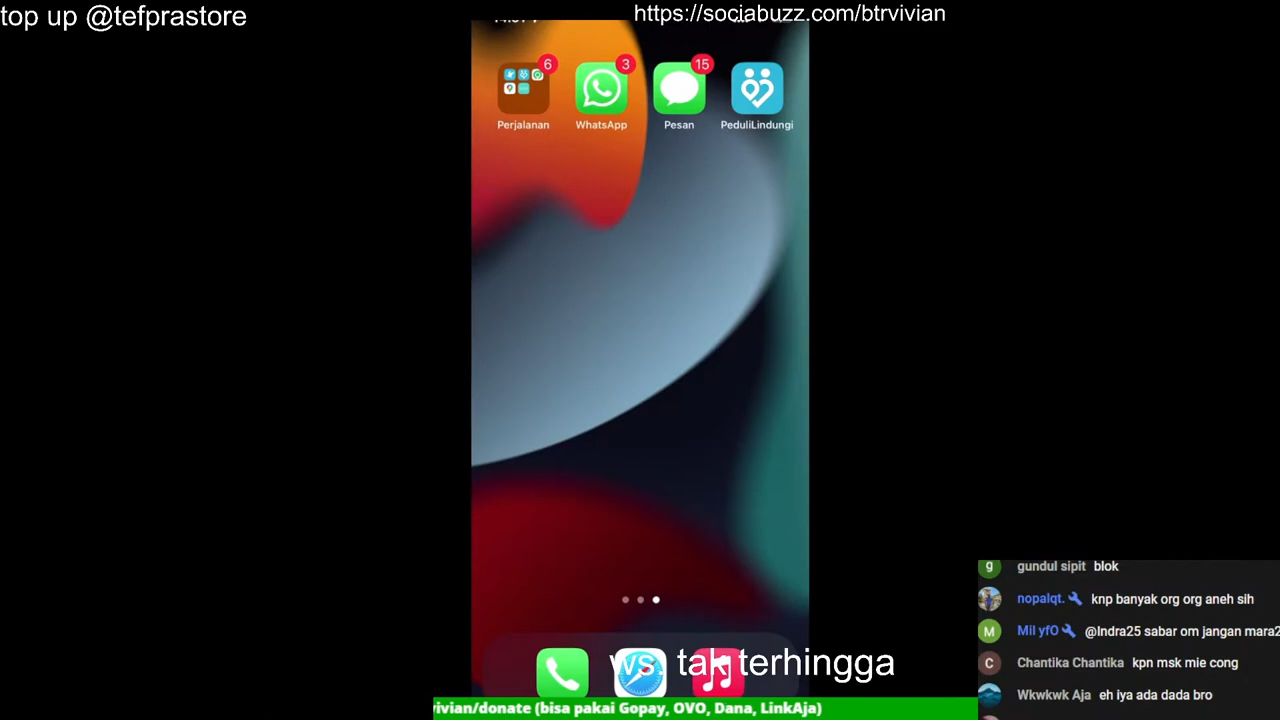 top up @tefprastore
https://sociabuzz.com/btrvivian
6
3
15
Perjalanan
WhatsApp
Pesan
PeduliLindungi
g gundul sipit blok
nopalqt. knp banyak org org aneh sih
M Mil yfO @Indra25 sabar om jangan mara2
C Chantika Chantika kpn msk mie cong
Wkwkwk Aja eh iya ada dada bro
ws. tak terhingga
vivian/donate (bisa pakai Gopay, OVO, Dana, LinkAja)